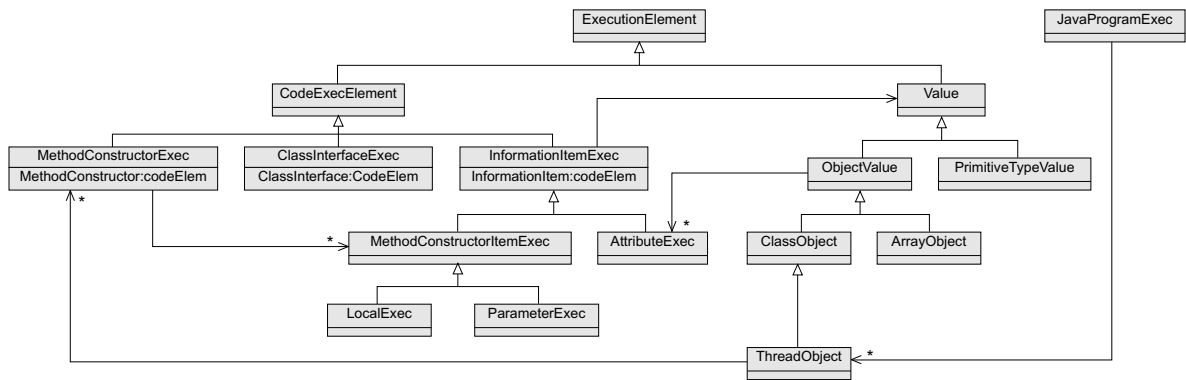 ExecutionElement
JavaProgramExec
CodeExecElement
Value
MethodConstructorExec
MethodConstructor:codeElem
ClassInterfaceExec
ClassInterface:CodeElem
InformationItemExec
InformationItem:codeElem
ObjectValue
PrimitiveTypeValue
*
*
*
MethodConstructorItemExec
AttributeExec
ClassObject
ArrayObject
LocalExec
ParameterExec
ThreadObject
*